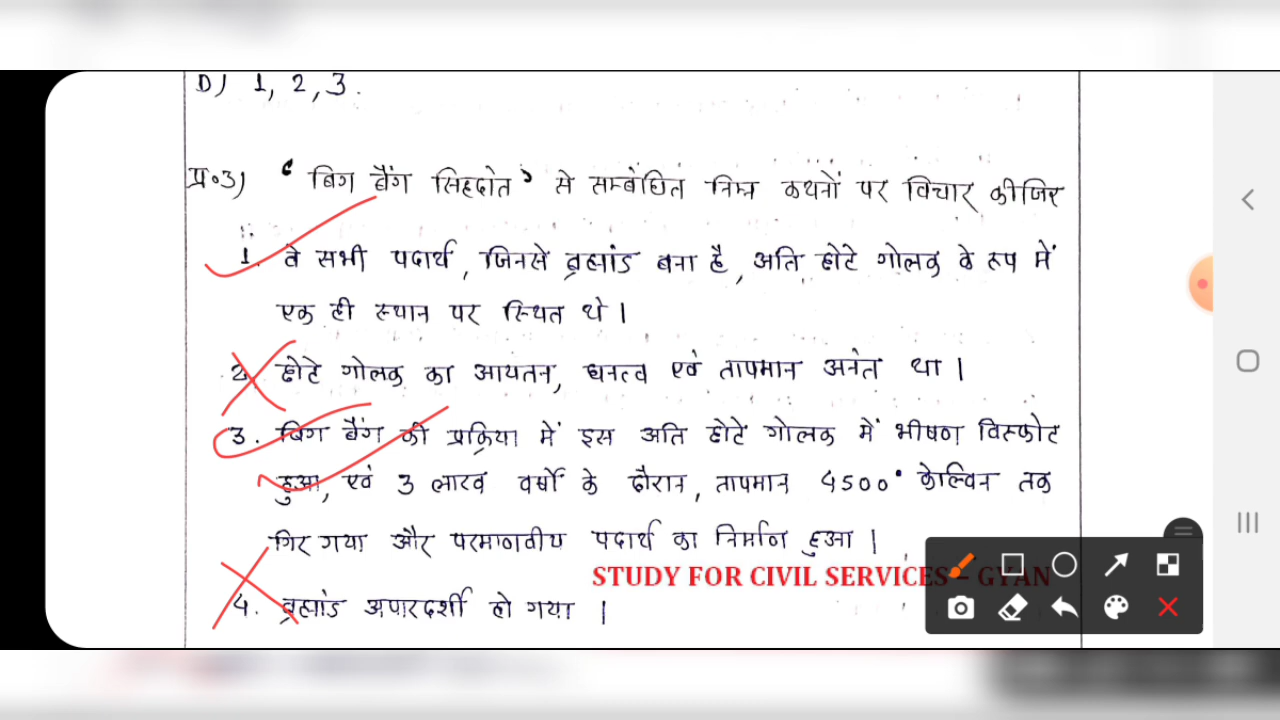 D) 1, 2, 3.
प्र॰3) ‘ बिग बैंग सिद्धांत’ से सम्बंधित निम्न कथनों पर विचार कीजिए
1. वे सभी पदार्थ, जिनसे ब्रह्मांड बना है, अति छोटे गोलक के रूप में
एक ही स्थान पर स्थित थे।
2. छोटे गोलक का आयतन, घनत्व एवं तापमान अनंत था।
3. बिग बैंग की प्रक्रिया में इस अति छोटे गोलक में भीषण विस्फोट
हुआ, एवं 3 लाख वर्षों के दौरान, तापमान 4500° केल्विन तक
गिर गया और परमाणवीय पदार्थ का निर्माण हुआ।
STUDY FOR CIVIL SERVICES – GYAN
4. ब्रह्मांड अपारदर्शी हो गया।